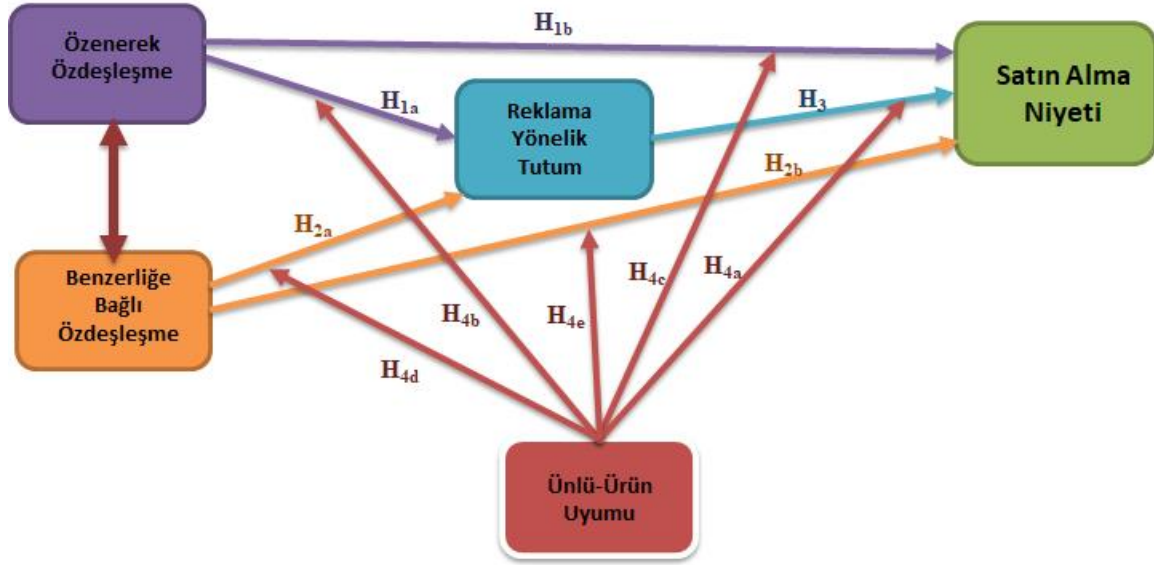 Özenerek
Özdeşleşme
H1b
Satın Alma
Niyeti
H1a
Reklama
Yönelik
Tutum
H3
H2b
H2a
Benzerliğe
Bağlı
Özdeşleşme
H4b
H4e
H4c
H4a
H4d
Ünlü-Ürün
Uyumu